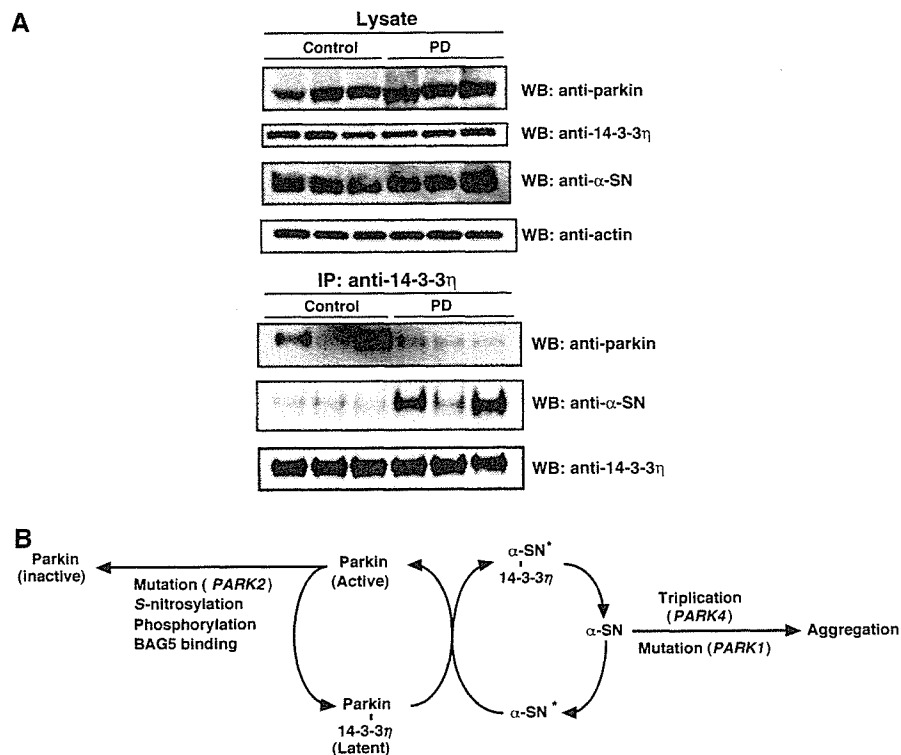 A
Lysate
Control PD
WB: anti-parkin
WB: anti-14-3-3η
WB: anti-α-SN
WB: anti-actin
IP: anti-14-3-3η
Control PD
WB: anti-parkin
WB: anti-α-SN
WB: anti-14-3-3η
B
Parkin
(inactive)
Mutation ( PARK2)
S-nitrosylation
Phosphorylation
BAG5 binding
Parkin
(Active)
Parkin
14-3-3η
(Latent)
α-SN*
14-3-3η
α-SN
α-SN *
Triplication
(PARK4)
Mutation (PARK1)
Aggregation